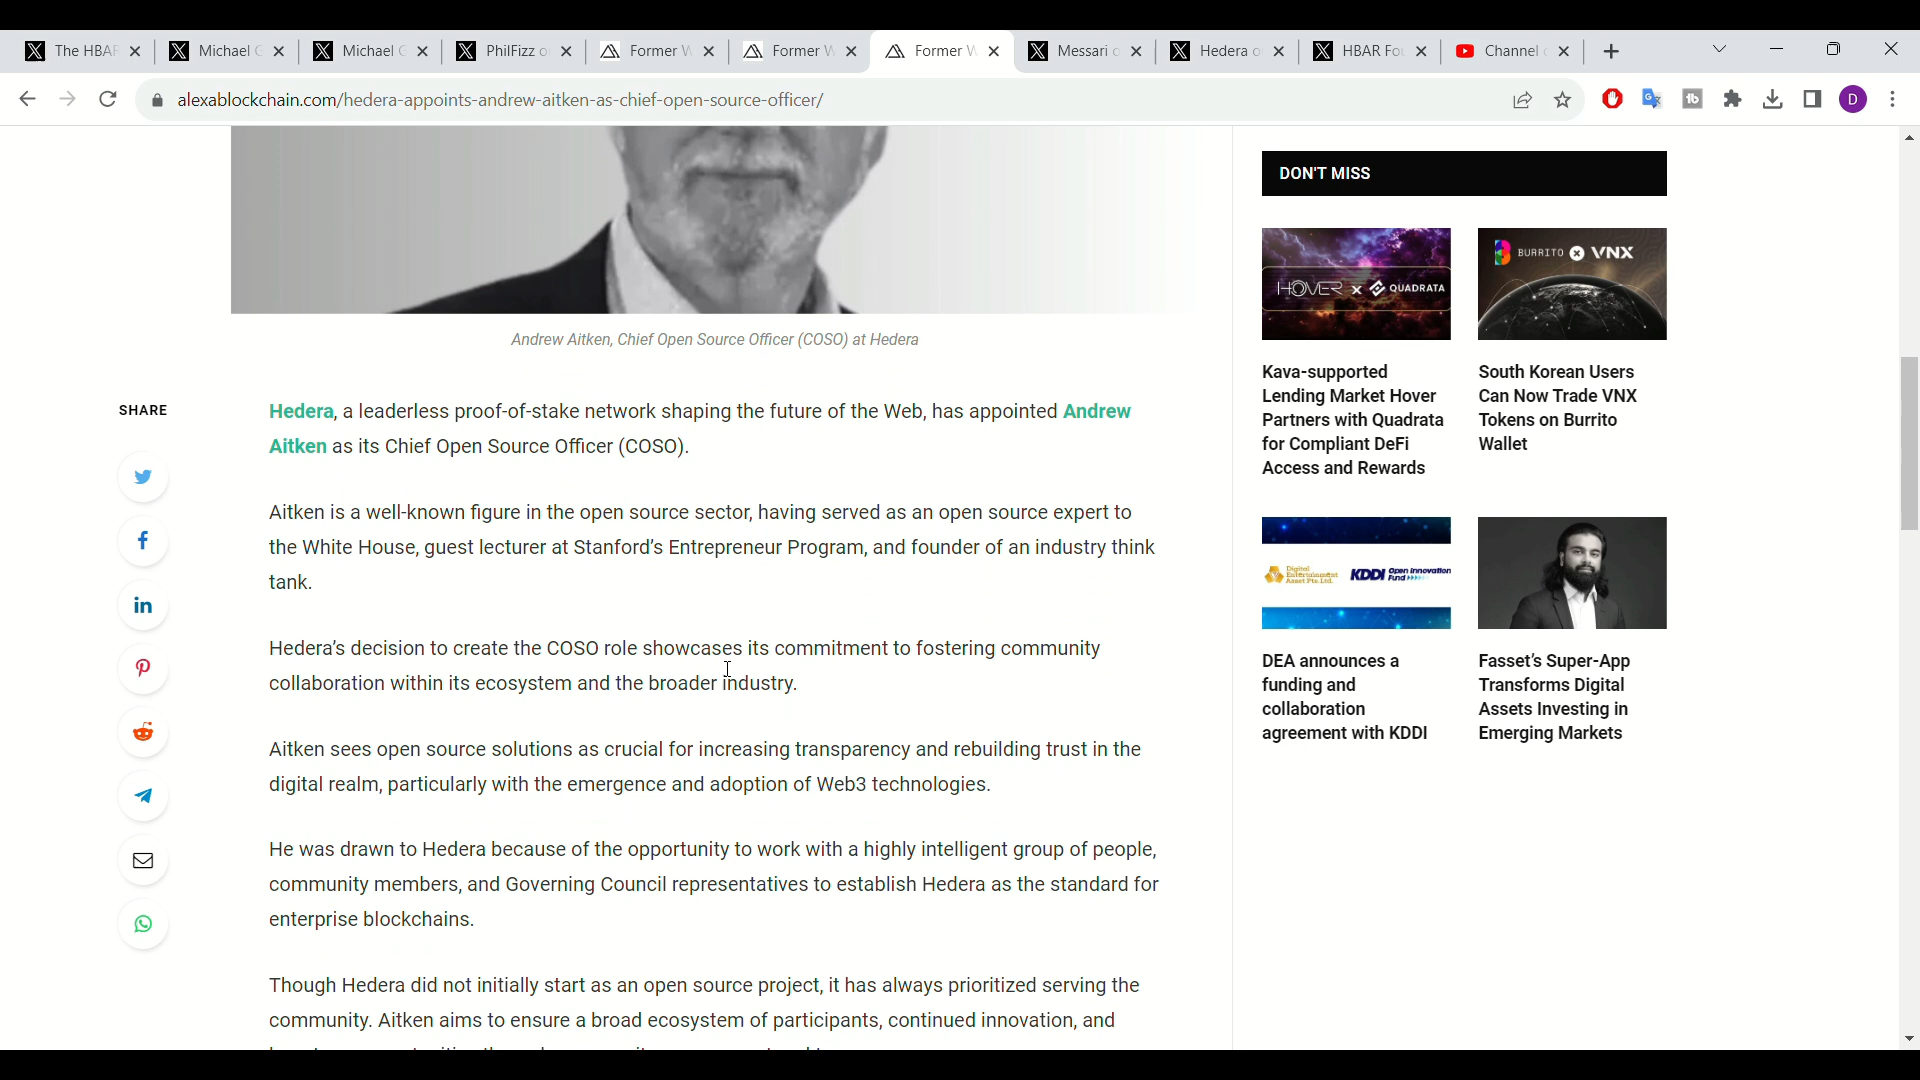 The HBAR
Michael G
Michael G
PhilFizz o
Former W
Former W
Former W
Messari o
Hedera o
HBAR Fou
Channel c
alexablockchain.com/hedera-appoints-andrew-aitken-as-chief-open-source-officer/
D
Andrew Aitken, Chief Open Source Officer (COSO) at Hedera
SHARE
Hedera, a leaderless proof-of-stake network shaping the future of the Web, has appointed Andrew
Aitken as its Chief Open Source Officer (COSO).
Aitken is a well-known figure in the open source sector, having served as an open source expert to
the White House, guest lecturer at Stanford's Entrepreneur Program, and founder of an industry think
tank.
Hedera's decision to create the COSO role showcases its commitment to fostering community
collaboration within its ecosystem and the broader industry.
Aitken sees open source solutions as crucial for increasing transparency and rebuilding trust in the
digital realm, particularly with the emergence and adoption of Web3 technologies.
He was drawn to Hedera because of the opportunity to work with a highly intelligent group of people,
community members, and Governing Council representatives to establish Hedera as the standard for
enterprise blockchains.
Though Hedera did not initially start as an open source project, it has always prioritized serving the
community. Aitken aims to ensure a broad ecosystem of participants, continued innovation, and
DON'T MISS
HOVER x QUADRATA
BURRITO x VNX
Kava-supported
Lending Market Hover
Partners with Quadrata
for Compliant DeFi
Access and Rewards
South Korean Users
Can Now Trade VNX
Tokens on Burrito
Wallet
Digital
Entertainment
Asset Pte.Ltd.
KDDI Open Innovation
Fund
DEA announces a
funding and
collaboration
agreement with KDDI
Fasset's Super-App
Transforms Digital
Assets Investing in
Emerging Markets